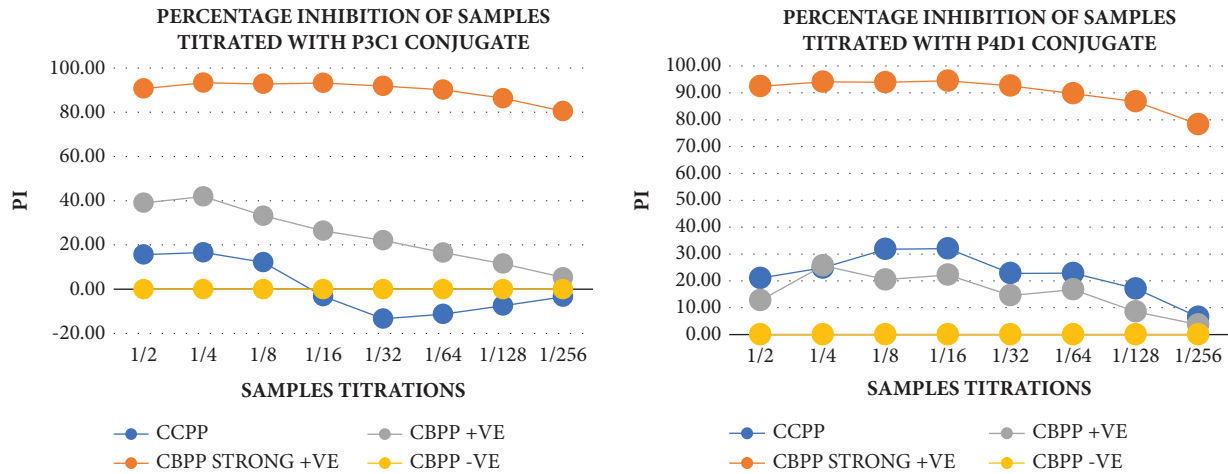 PERCENTAGE INHIBITION OF SAMPLES
TITRATED WITH P3C1 CONJUGATE
100.00
80.00
60.00
40.00
20.00
0.00
-20.00
PI
1/2 1/4 1/8 1/16 1/32 1/64 1/128 1/256
SAMPLES TITRATIONS
CCPP CBPP +VE
CBPP STRONG +VE CBPP -VE
PERCENTAGE INHIBITION OF SAMPLES
TITRATED WITH P4D1 CONJUGATE
100.00
90.00
80.00
70.00
60.00
50.00
40.00
30.00
20.00
10.00
0.00
PI
1/2 1/4 1/8 1/16 1/32 1/64 1/128 1/256
SAMPLES TITRATIONS
CCPP CBPP +VE
CBPP STRONG +VE CBPP -VE